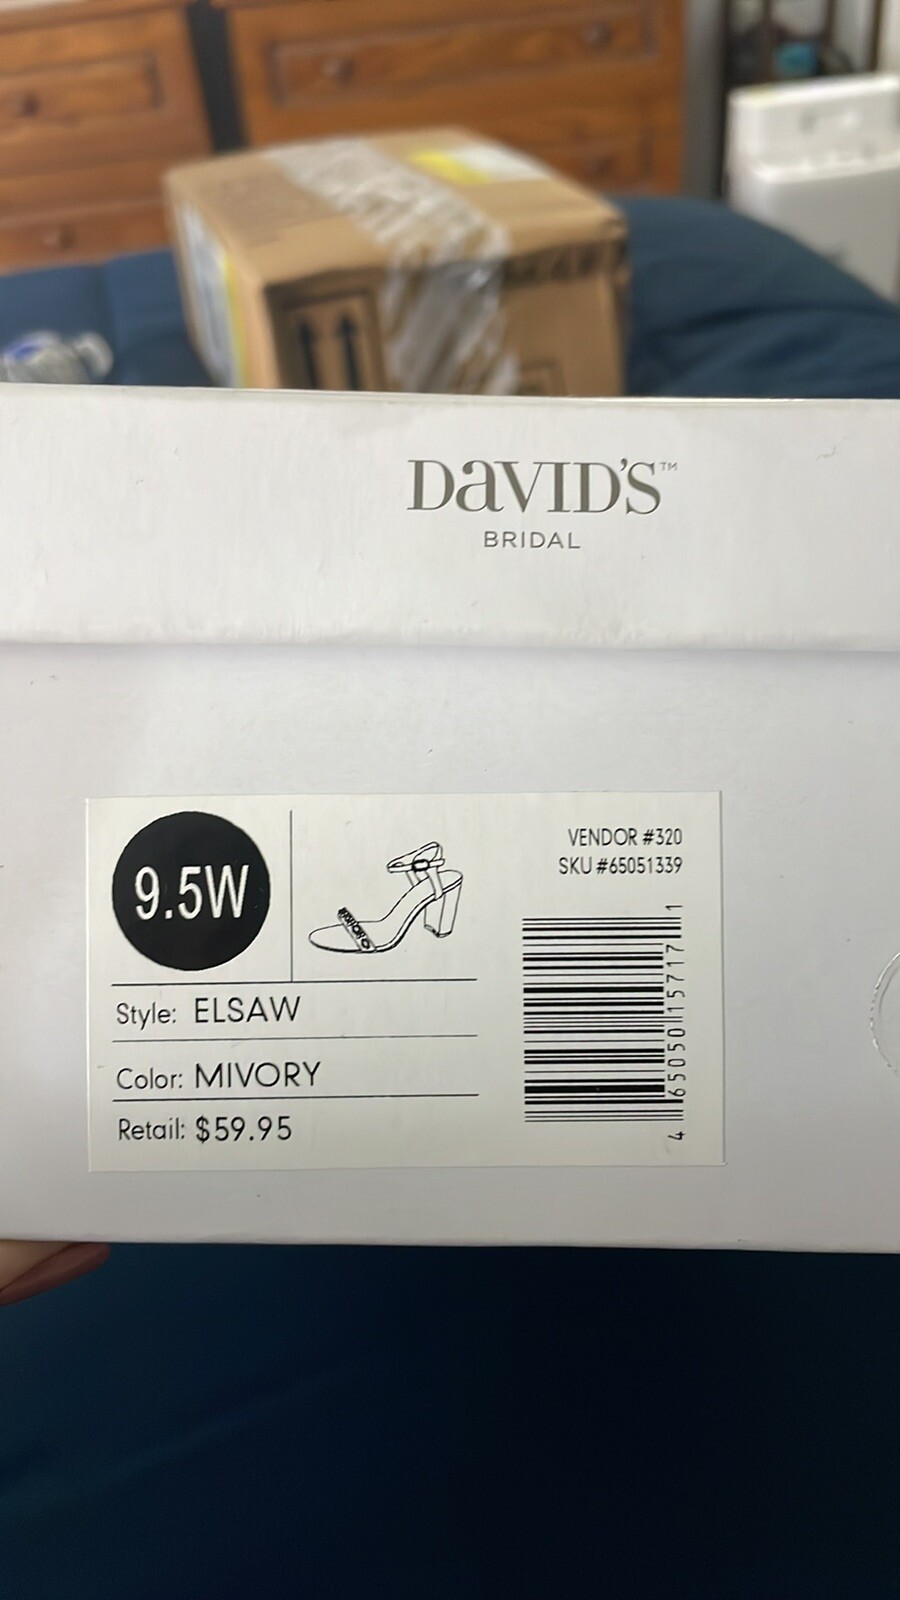 DAVID'S™
BRIDAL
9.5W
VENDOR #320
SKU #65051339
Style: ELSAW
Color: MIVORY
Retail: $59.95
4 65050 15717 1